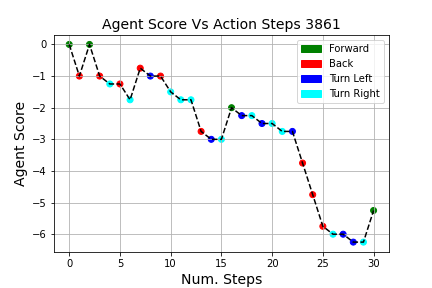 Agent Score Vs Action Steps 3861
Forward
Back
Turn Left
Turn Right
Agent Score
0
−1
−2
−3
−4
−5
−6
0 5 10 15 20 25 30
Num. Steps